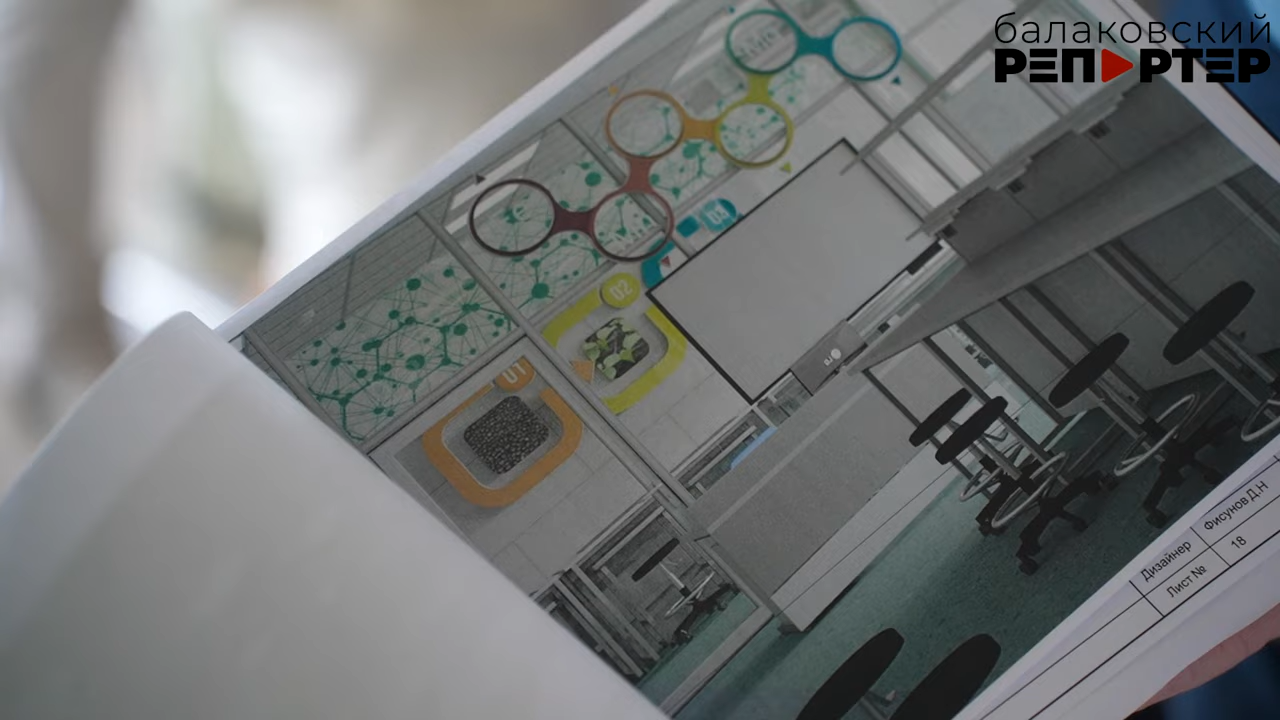 балаковский
РЕПОРТЕР
03
02
01
Дизайнер Фисунов Д.Н
Лист № 18